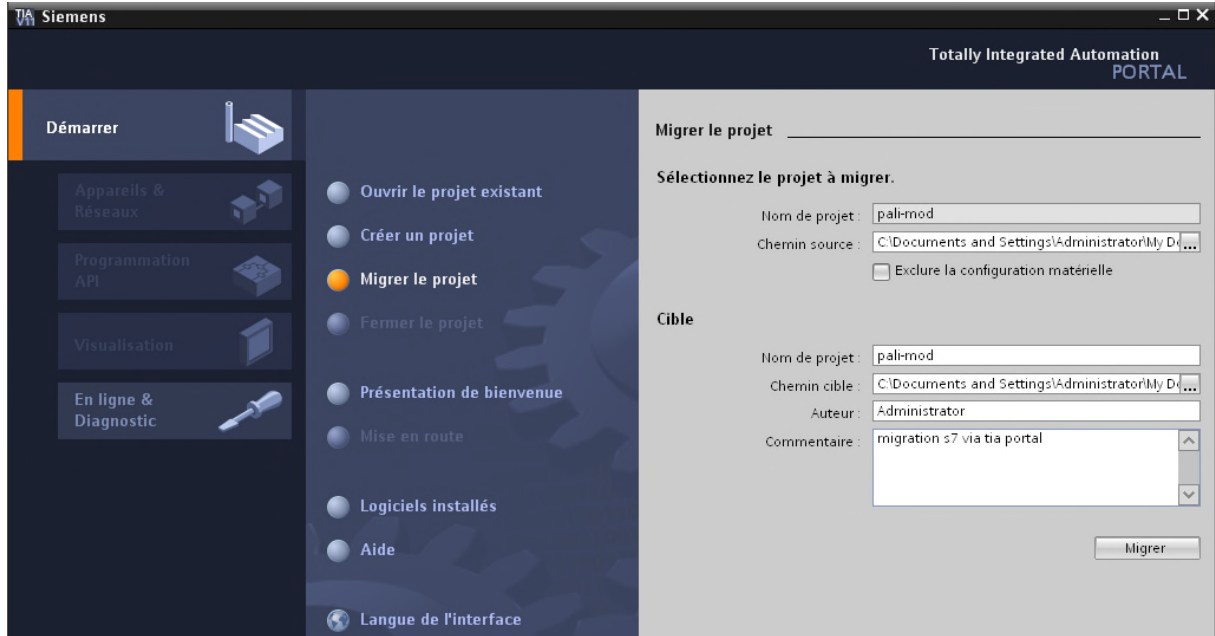 TIA V11 Siemens
Totally Integrated Automation
PORTAL
Démarrer
Appareils &
Réseaux
Programmation
API
Visualisation
En ligne &
Diagnostic
Ouvrir le projet existant
Créer un projet
Migrer le projet
Fermer le projet
Présentation de bienvenue
Mise en route
Logiciels installés
Aide
Langue de l'interface
Migrer le projet
Sélectionnez le projet à migrer.
Nom de projet : pali-mod
Chemin source : C:\Documents and Settings\Administrator\My D ...
Exclure la configuration matérielle
Cible
Nom de projet : pali-mod
Chemin cible : C:\Documents and Settings\Administrator\My D ...
Auteur : Administrator
Commentaire : migration s7 via tia portal
Migrer